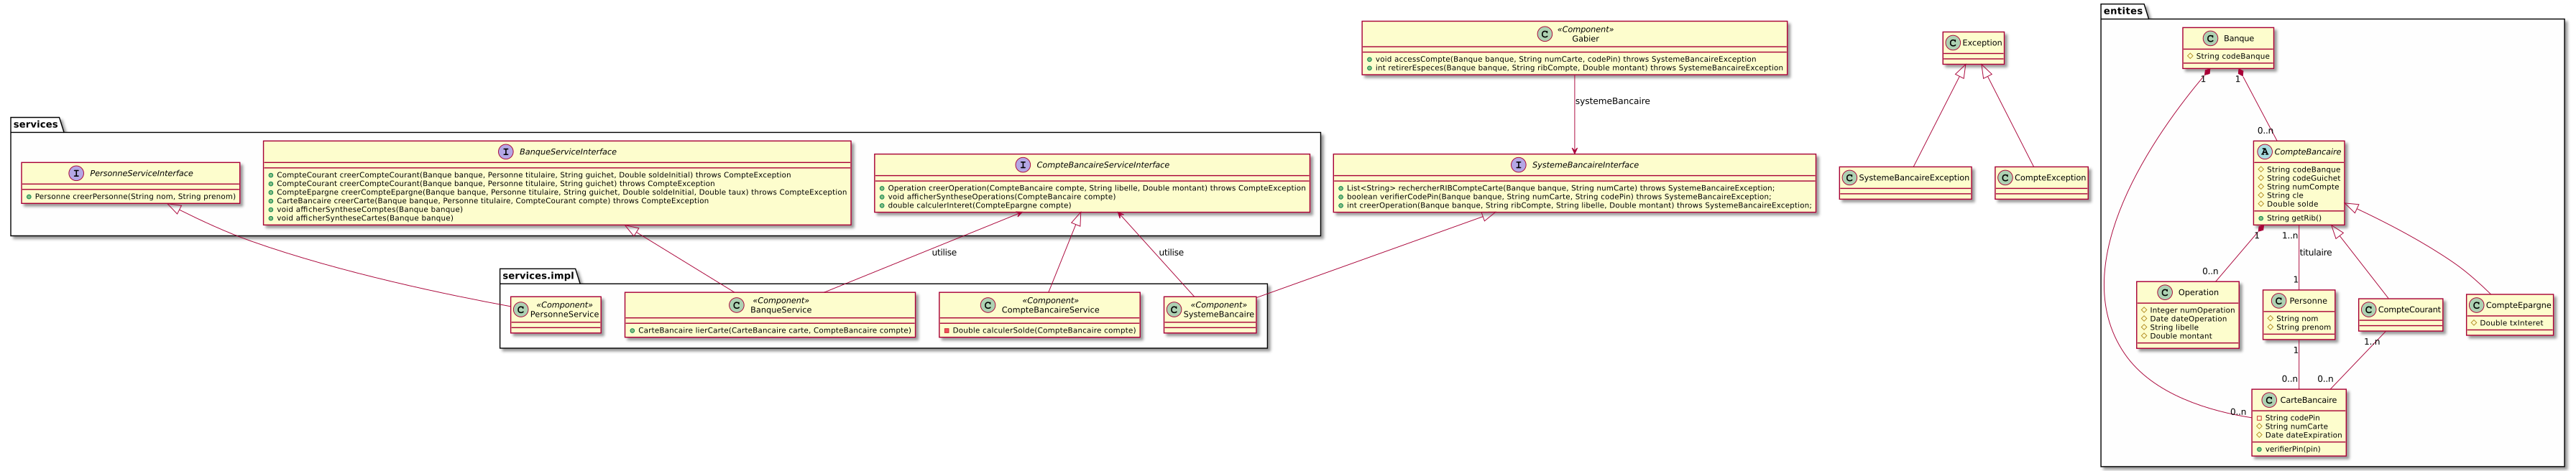 entites
C Banque
String codeBanque
«Component»
C Gabier
void accessCompte(Banque banque, String numCarte, codePin) throws SystemeBancaireException
int retirerEspeces(Banque banque, String ribCompte, Double montant) throws SystemeBancaireException
C Exception
1
1
systemeBancaire
services
I PersonneServiceInterface
Personne creerPersonne(String nom, String prenom)
I BanqueServiceInterface
CompteCourant creerCompteCourant(Banque banque, Personne titulaire, String guichet, Double soldeInitial) throws CompteException
CompteCourant creerCompteCourant(Banque banque, Personne titulaire, String guichet) throws CompteException
CompteEpargne creerCompteEpargne(Banque banque, Personne titulaire, String guichet, Double soldeInitial, Double taux) throws CompteException
CarteBancaire creerCarte(Banque banque, Personne titulaire, CompteCourant compte) throws CompteException
void afficherSyntheseComptes(Banque banque)
void afficherSyntheseCartes(Banque banque)
I CompteBancaireServiceInterface
Operation creerOperation(CompteBancaire compte, String libelle, Double montant) throws CompteException
void afficherSyntheseOperations(CompteBancaire compte)
double calculerInteret(CompteEpargne compte)
I SystemeBancaireInterface
List<String> rechercherRIBCompteCarte(Banque banque, String numCarte) throws SystemeBancaireException;
boolean verifierCodePin(Banque banque, String numCarte, String codePin) throws SystemeBancaireException;
int creerOperation(Banque banque, String ribCompte, String libelle, Double montant) throws SystemeBancaireException;
C SystemeBancaireException
C CompteException
0..n
A CompteBancaire
String codeBanque
String codeGuichet
String numCompte
String cle
Double solde
String getRib()
utilise
utilise
1
1..n
titulaire
0..n
1
services.impl
«Component»
C PersonneService
«Component»
C BanqueService
CarteBancaire lierCarte(CarteBancaire carte, CompteBancaire compte)
«Component»
C CompteBancaireService
Double calculerSolde(CompteBancaire compte)
«Component»
C SystemeBancaire
C Operation
Integer numOperation
Date dateOperation
String libelle
Double montant
C Personne
String nom
String prenom
C CompteCourant
C CompteEpargne
Double txInteret
1
1..n
0..n
0..n
0..n
C CarteBancaire
String codePin
String numCarte
Date dateExpiration
verifierPin(pin)